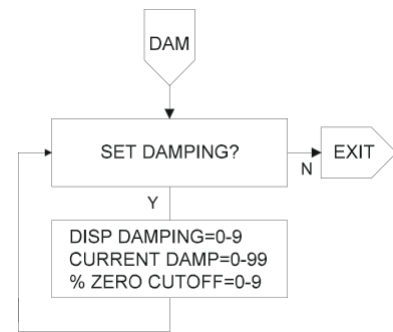 DAM
SET DAMPING?
EXIT
N
Y
DISP DAMPING=0-9
CURRENT DAMP=0-99
% ZERO CUTOFF=0-9